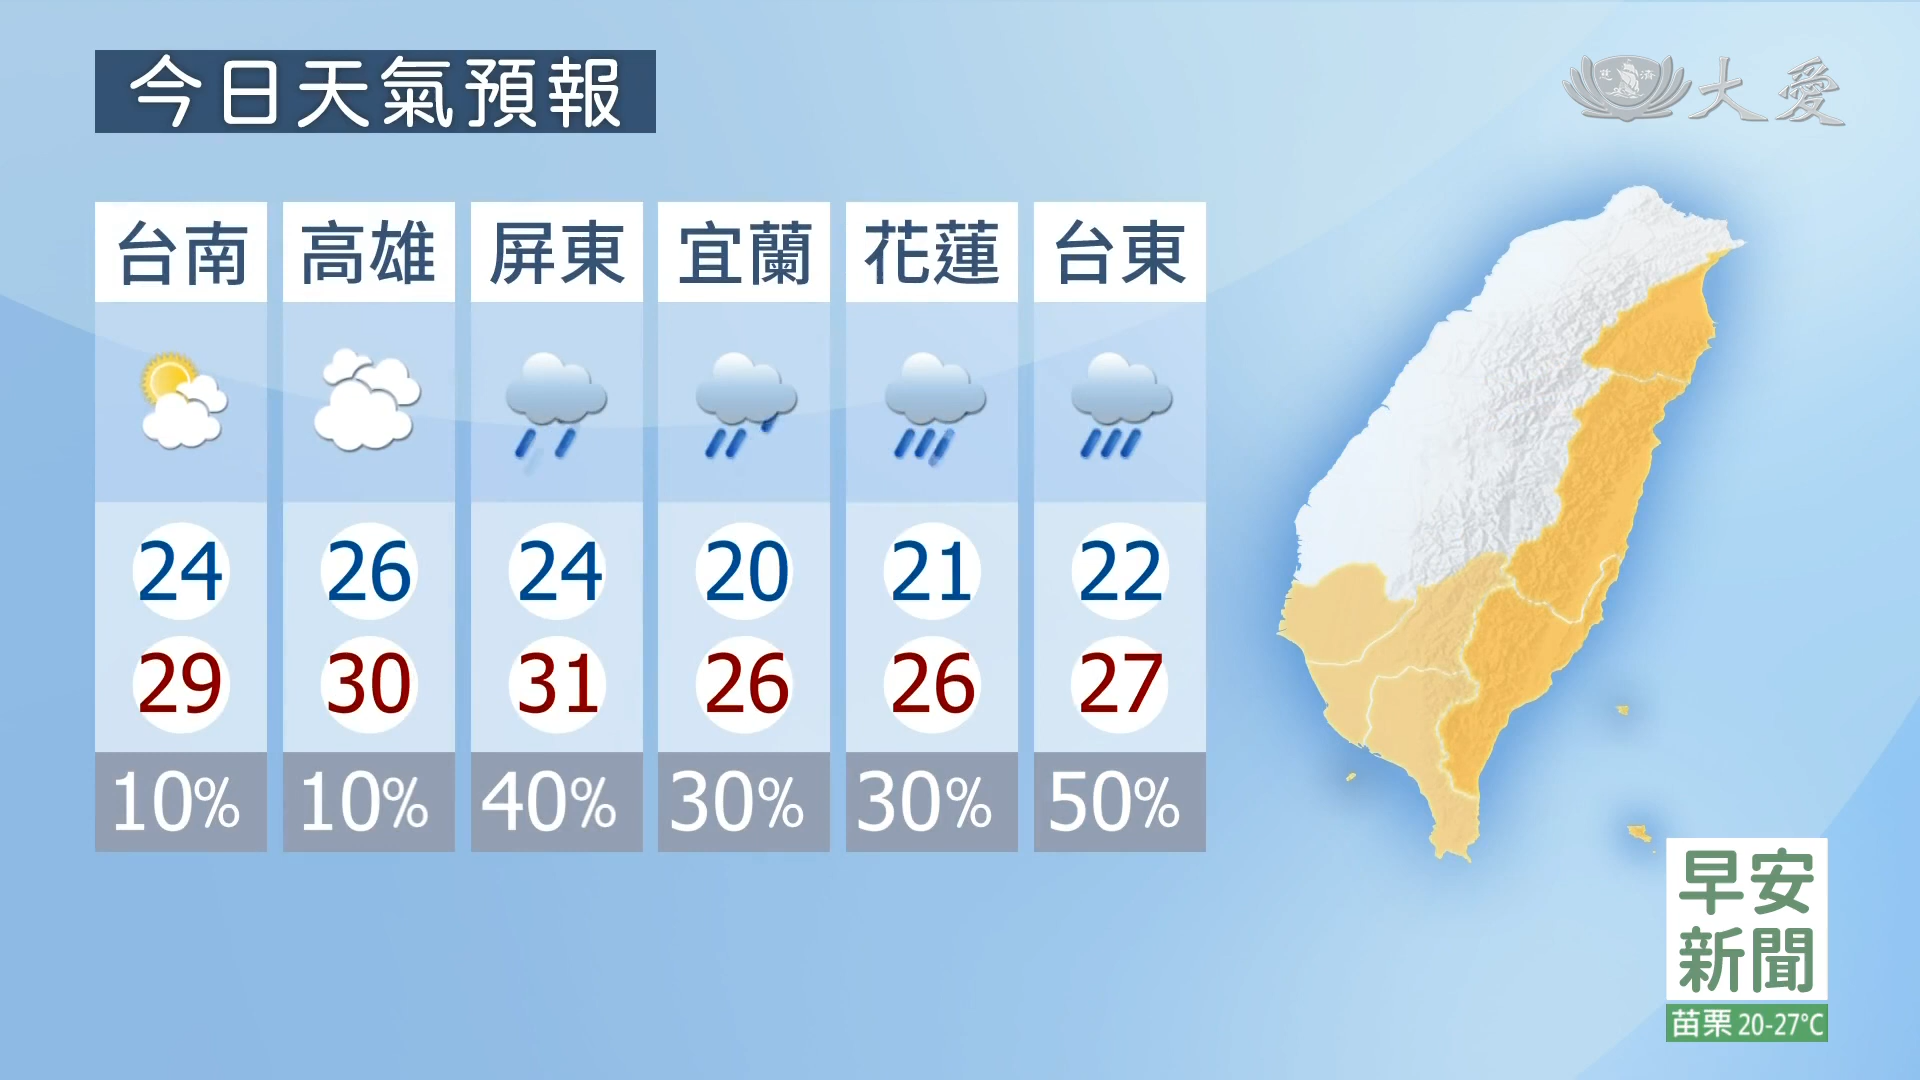 今日天氣預報
慈濟
大愛
台南 高雄 屏東 宜蘭 花蓮 台東
24 26 24 20 21 22
29 30 31 26 26 27
10% 10% 40% 30% 30% 50%
早安
新聞
苗栗 20-27°C